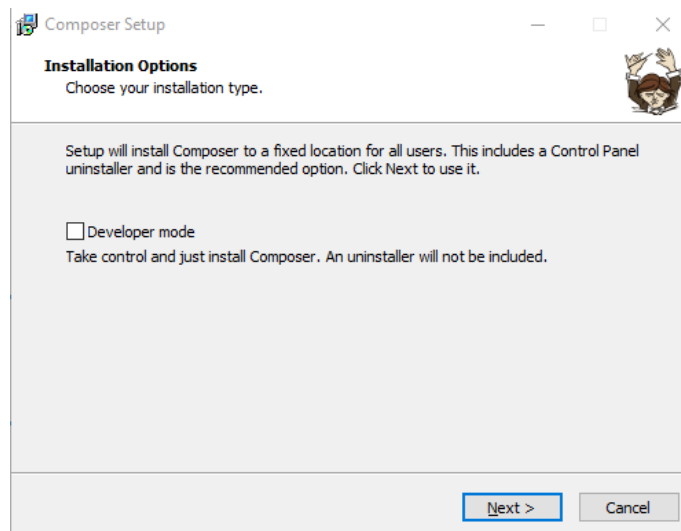 Composer Setup
Installation Options
Choose your installation type.
Setup will install Composer to a fixed location for all users. This includes a Control Panel
uninstaller and is the recommended option. Click Next to use it.
Developer mode
Take control and just install Composer. An uninstaller will not be included.
Next >
Cancel